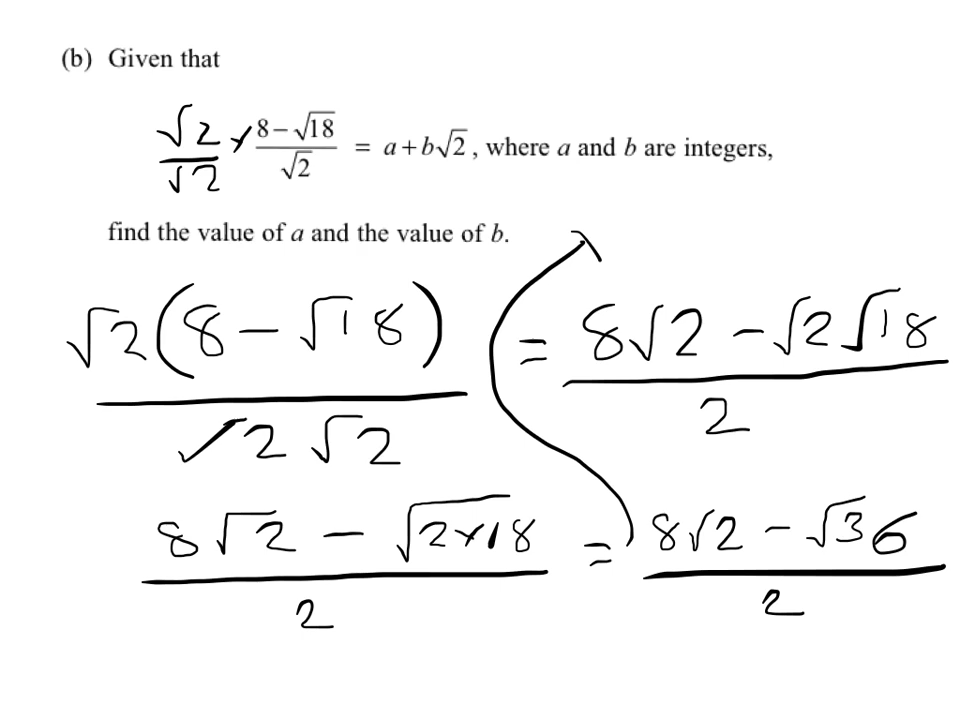 (b) Given that
√2/√2 × (8 − √18)/√2 = a + b√2, where a and b are integers,
find the value of a and the value of b.
√2(8 − √18)/√2√2 = (8√2 − √2√18)/2
(8√2 − √2×18)/2 = (8√2 − √36)/2